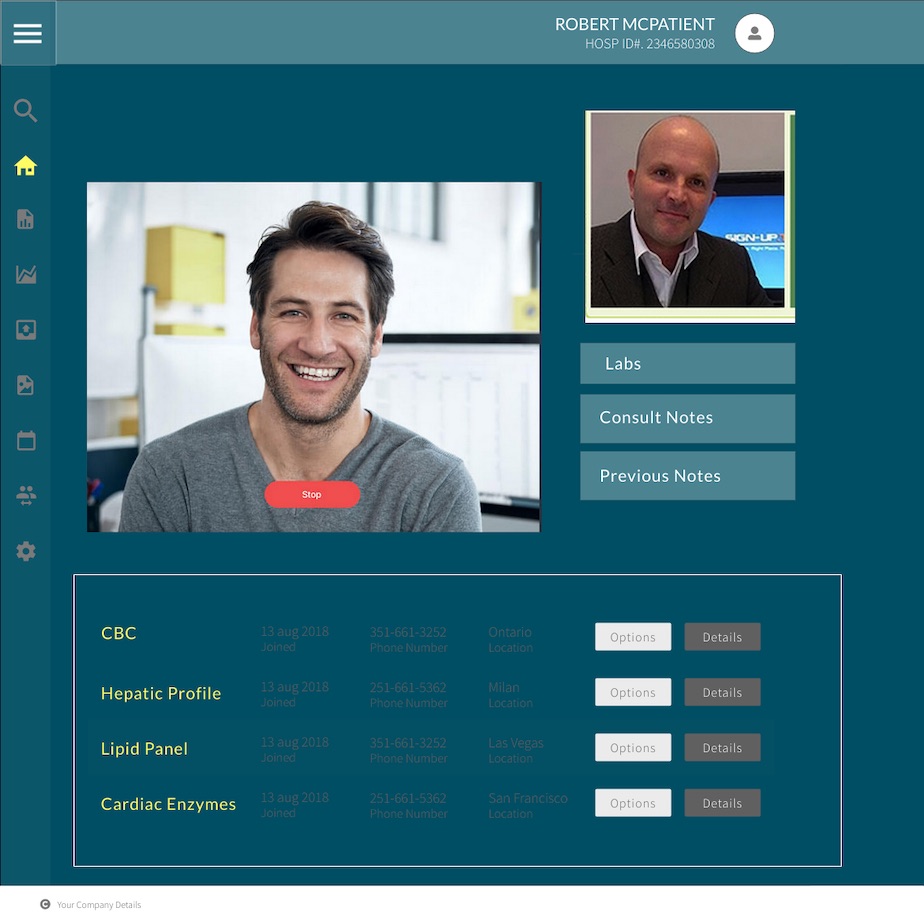 ROBERT MCPATIENT
HOSP ID#. 2346580308
SIGN-UP
Labs
Consult Notes
Previous Notes
Stop
CBC
13 aug 2018
Joined
351-661-3252
Phone Number
Ontario
Location
Options
Details
Hepatic Profile
13 aug 2018
Joined
251-661-5362
Phone Number
Milan
Location
Options
Details
Lipid Panel
13 aug 2018
Joined
351-661-3252
Phone Number
Las Vegas
Location
Options
Details
Cardiac Enzymes
13 aug 2018
Joined
251-661-5362
Phone Number
San Francisco
Location
Options
Details
Your Company Details